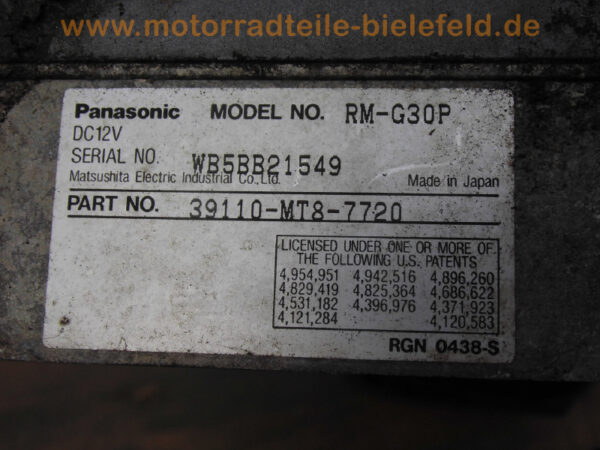 www.motorradteile-bielefeld.de
Panasonic MODEL NO. RM-G30P
DC12V
SERIAL NO. WB5BB21549
Matsushita Electric Industrial Co., Ltd. Made in Japan
PART NO. 39110-MT8-7720
LICENSED UNDER ONE OR MORE OF
THE FOLLOWING U.S. PATENTS
4,954,951 4,942,516 4,896,260
4,829,419 4,825,364 4,686,622
4,531,182 4,396,976 4,371,923
4,121,284 4,120,583
RGN 0438-S